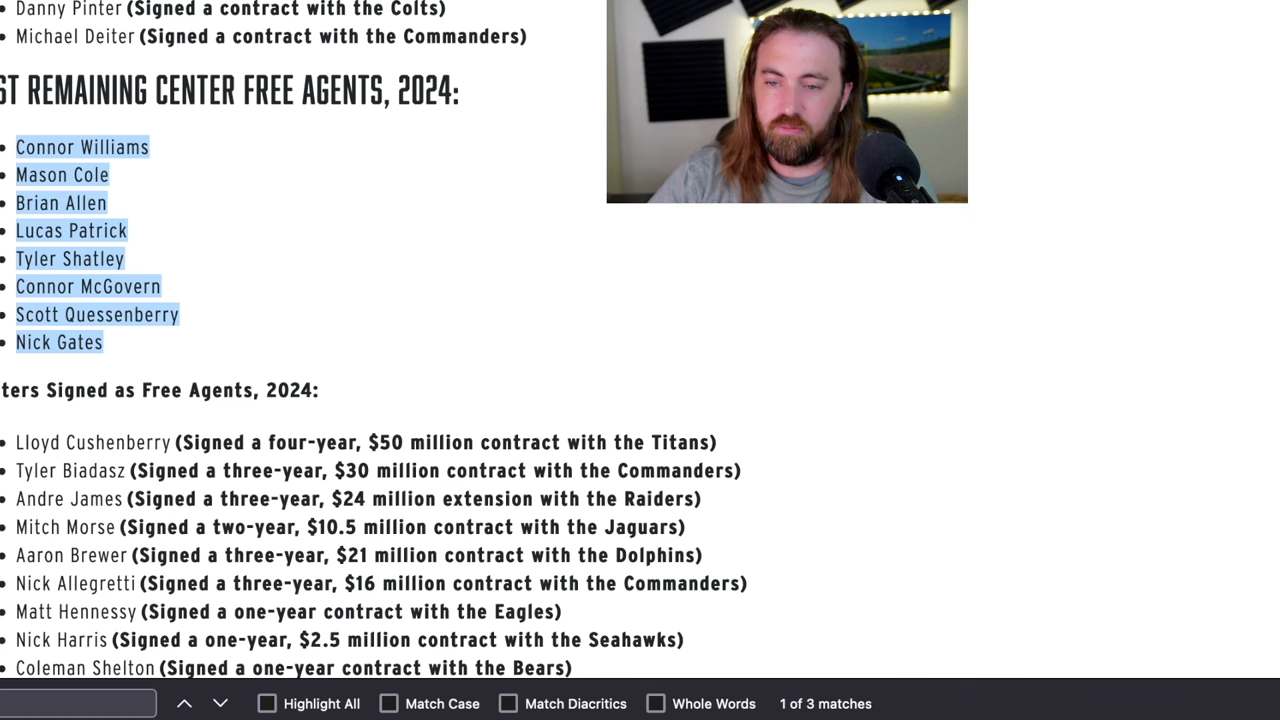 Danny Pinter (Signed a contract with the Colts)
Michael Deiter (Signed a contract with the Commanders)
ST REMAINING CENTER FREE AGENTS, 2024:
Connor Williams
Mason Cole
Brian Allen
Lucas Patrick
Tyler Shatley
Connor McGovern
Scott Quessenberry
Nick Gates
ters Signed as Free Agents, 2024:
Lloyd Cushenberry (Signed a four-year, $50 million contract with the Titans)
Tyler Biadasz (Signed a three-year, $30 million contract with the Commanders)
Andre James (Signed a three-year, $24 million extension with the Raiders)
Mitch Morse (Signed a two-year, $10.5 million contract with the Jaguars)
Aaron Brewer (Signed a three-year, $21 million contract with the Dolphins)
Nick Allegretti (Signed a three-year, $16 million contract with the Commanders)
Matt Hennessy (Signed a one-year contract with the Eagles)
Nick Harris (Signed a one-year, $2.5 million contract with the Seahawks)
Coleman Shelton (Signed a one-year contract with the Bears)
Highlight All Match Case Match Diacritics Whole Words 1 of 3 matches